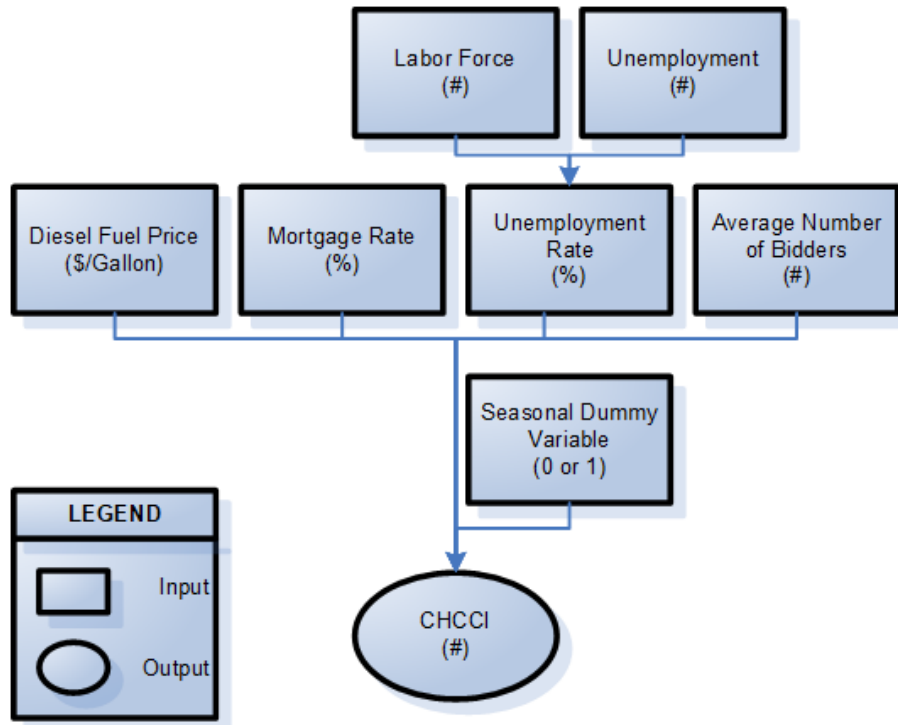 Labor Force
(#)
Unemployment
(#)
Diesel Fuel Price
($/Gallon)
Mortgage Rate
(%)
Unemployment
Rate
(%)
Average Number
of Bidders
(#)
Seasonal Dummy
Variable
(0 or 1)
LEGEND
Input
Output
CHCCI
(#)